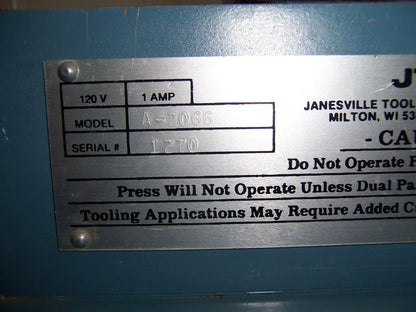 120 V 1 AMP
MODEL A-2066
SERIAL # 1270
JANESVILLE TOOL
MILTON, WI 53
- CAU
Do Not Operate
Press Will Not Operate Unless Dual Pa
Tooling Applications May Require Added